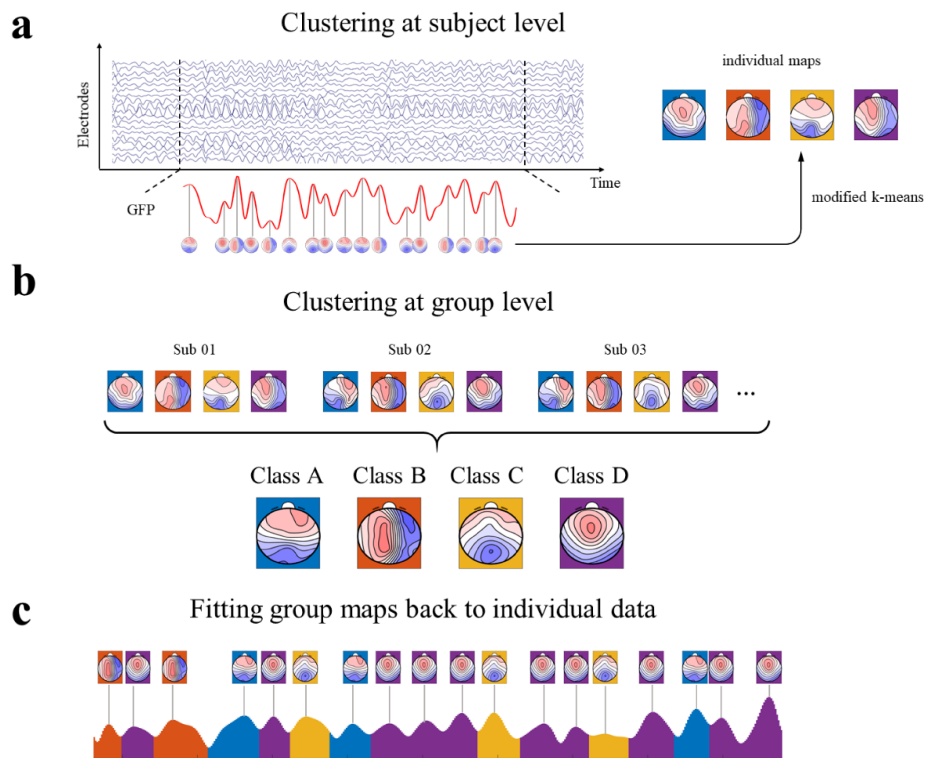 a
Clustering at subject level
Electrodes
individual maps
Time
GFP
modified k-means
b
Clustering at group level
Sub 01
Sub 02
Sub 03
...
Class A
Class B
Class C
Class D
c
Fitting group maps back to individual data